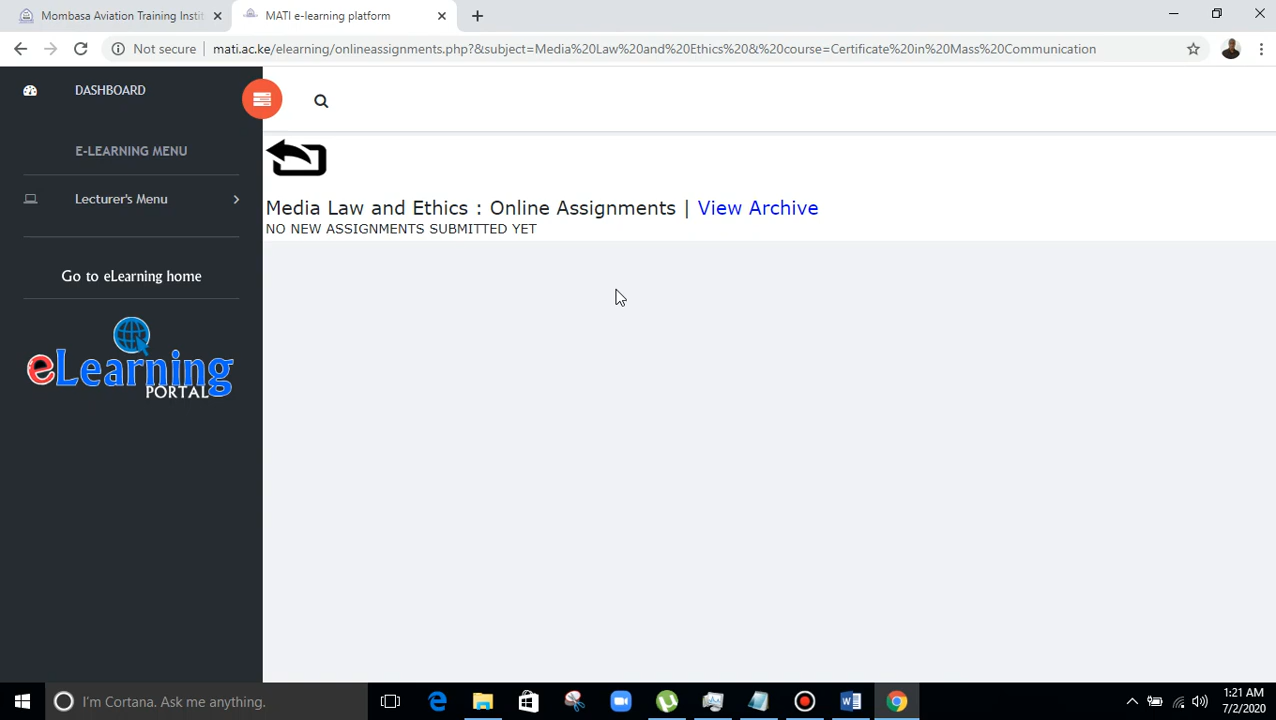 Mombasa Aviation Training Instit
MATI e-learning platform
Not secure
mati.ac.ke/elearning/onlineassignments.php?&subject=Media%20Law%20and%20Ethics%20&%20course=Certificate%20in%20Mass%20Communication
DASHBOARD
E-LEARNING MENU
Lecturer's Menu
Go to eLearning home
eLearning
PORTAL
Media Law and Ethics : Online Assignments | View Archive
NO NEW ASSIGNMENTS SUBMITTED YET
I'm Cortana. Ask me anything.
1:21 AM
7/2/2020